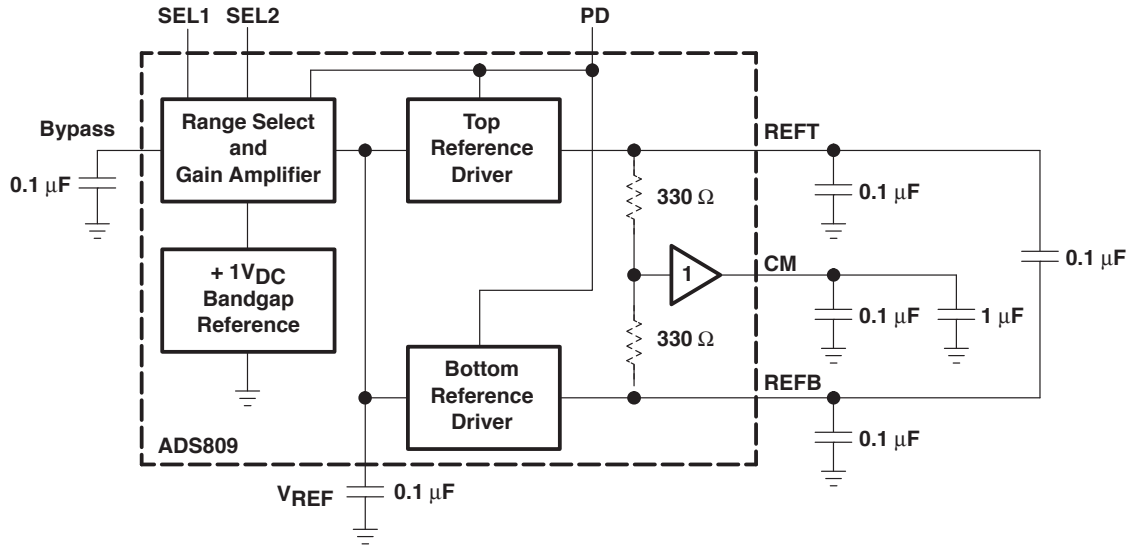 SEL1 SEL2 PD
Bypass
0.1 μF
Range Select
and
Gain Amplifier
Top
Reference
Driver
REFT
330 Ω
0.1 μF
+ 1VDC
Bandgap
Reference
1
CM
0.1 μF
0.1 μF
1 μF
330 Ω
Bottom
Reference
Driver
REFB
0.1 μF
ADS809
VREF
0.1 μF